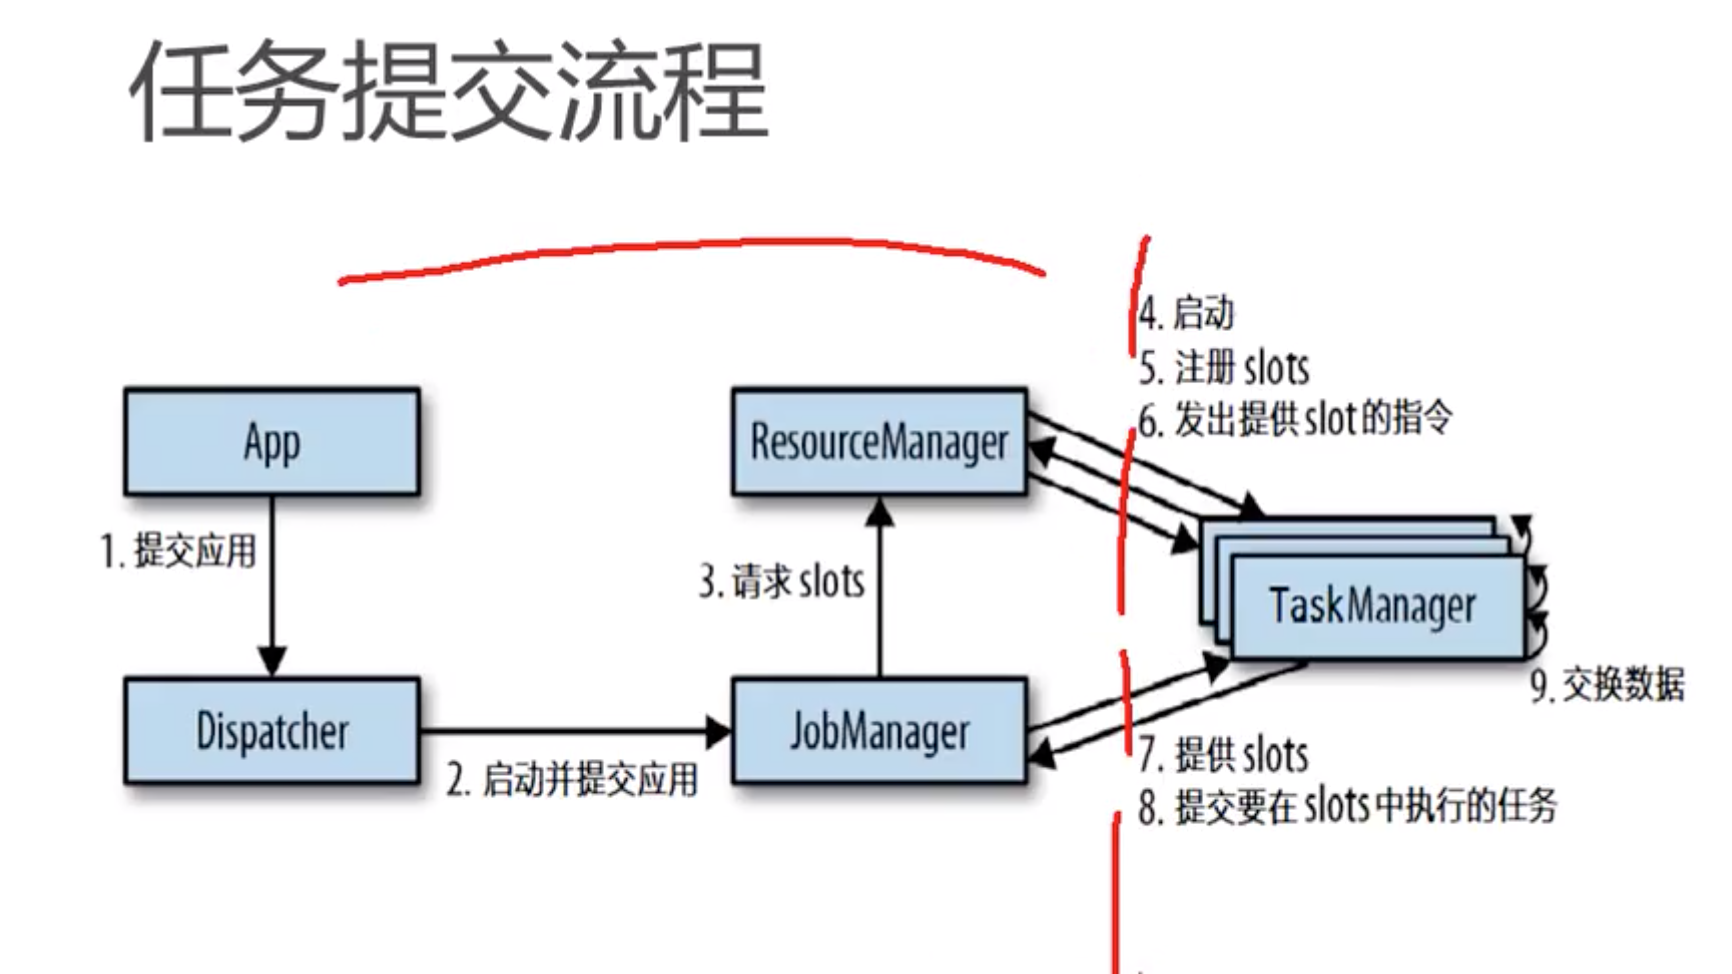 任务提交流程
4. 启动
5. 注册 slots
6. 发出提供 slot 的指令
App
ResourceManager
1. 提交应用
3. 请求 slots
TaskManager
9. 交换数据
Dispatcher
JobManager
2. 启动并提交应用
7. 提供 slots
8. 提交要在 slots 中执行的任务